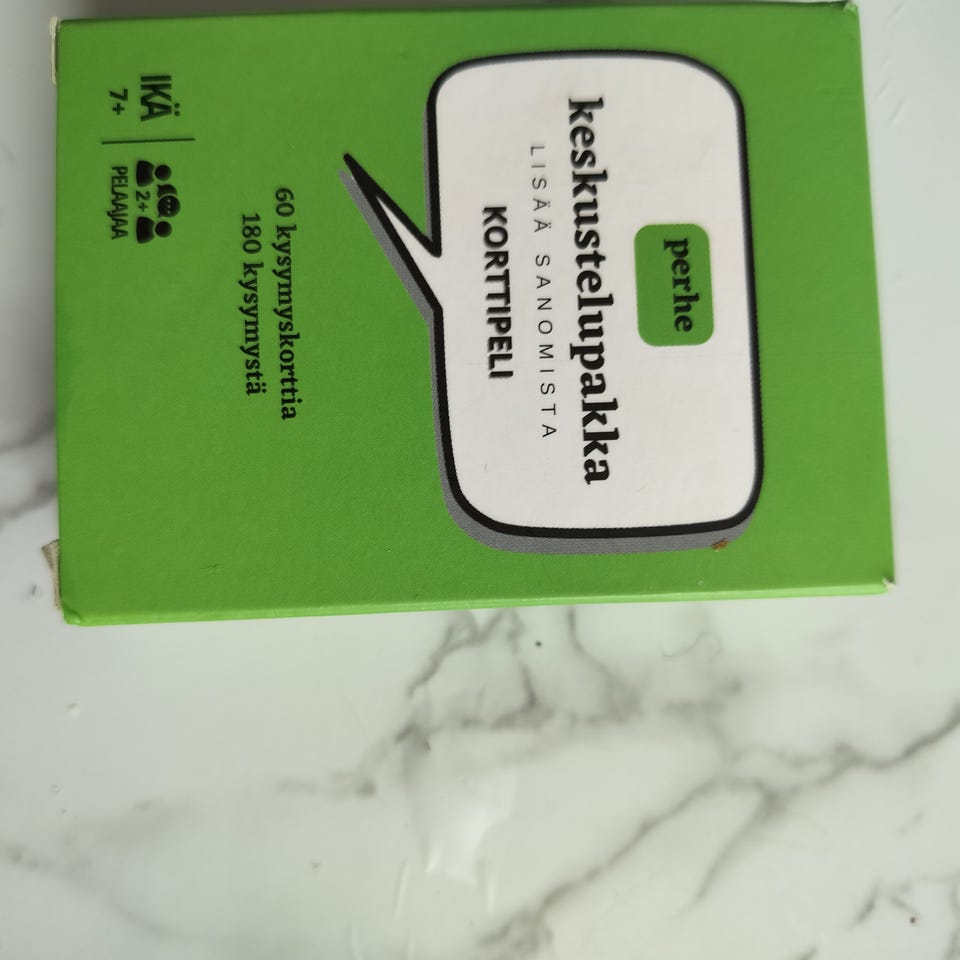 perhe
keskustelupakka
LISÄÄ SANOMISTA
KORTTIPELI
60 kysymyskorttia
180 kysymystä
IKÄ
7+
2+
PELAAJAA